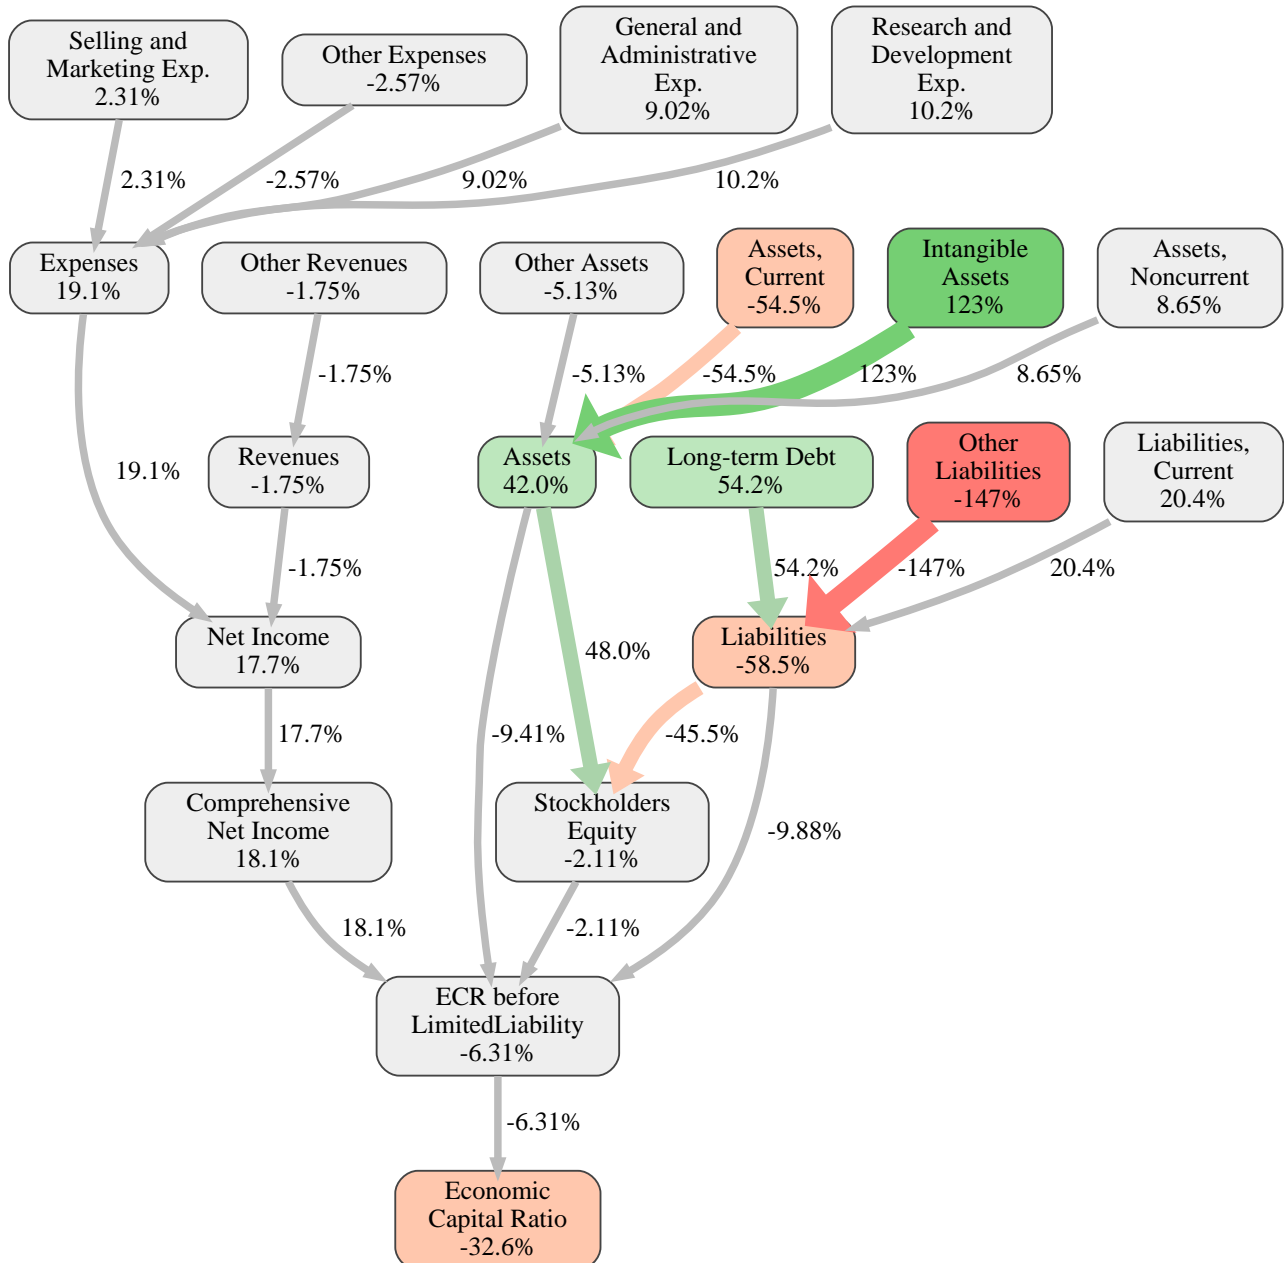 Selling and
Marketing Exp.
2.31%
Other Expenses
-2.57%
General and
Administrative
Exp.
9.02%
Research and
Development
Exp.
10.2%
2.31%
-2.57%
9.02%
10.2%
Expenses
19.1%
Other Revenues
-1.75%
Other Assets
-5.13%
Assets,
Current
-54.5%
Intangible
Assets
123%
Assets,
Noncurrent
8.65%
-1.75%
-5.13%
-54.5%
123%
8.65%
19.1%
Revenues
-1.75%
Assets
42.0%
Long-term Debt
54.2%
Other
Liabilities
-147%
Liabilities,
Current
20.4%
-1.75%
54.2%
-147%
20.4%
Net Income
17.7%
48.0%
Liabilities
-58.5%
17.7%
-9.41%
-45.5%
Comprehensive
Net Income
18.1%
Stockholders
Equity
-2.11%
-9.88%
18.1%
-2.11%
ECR before
LimitedLiability
-6.31%
-6.31%
Economic
Capital Ratio
-32.6%